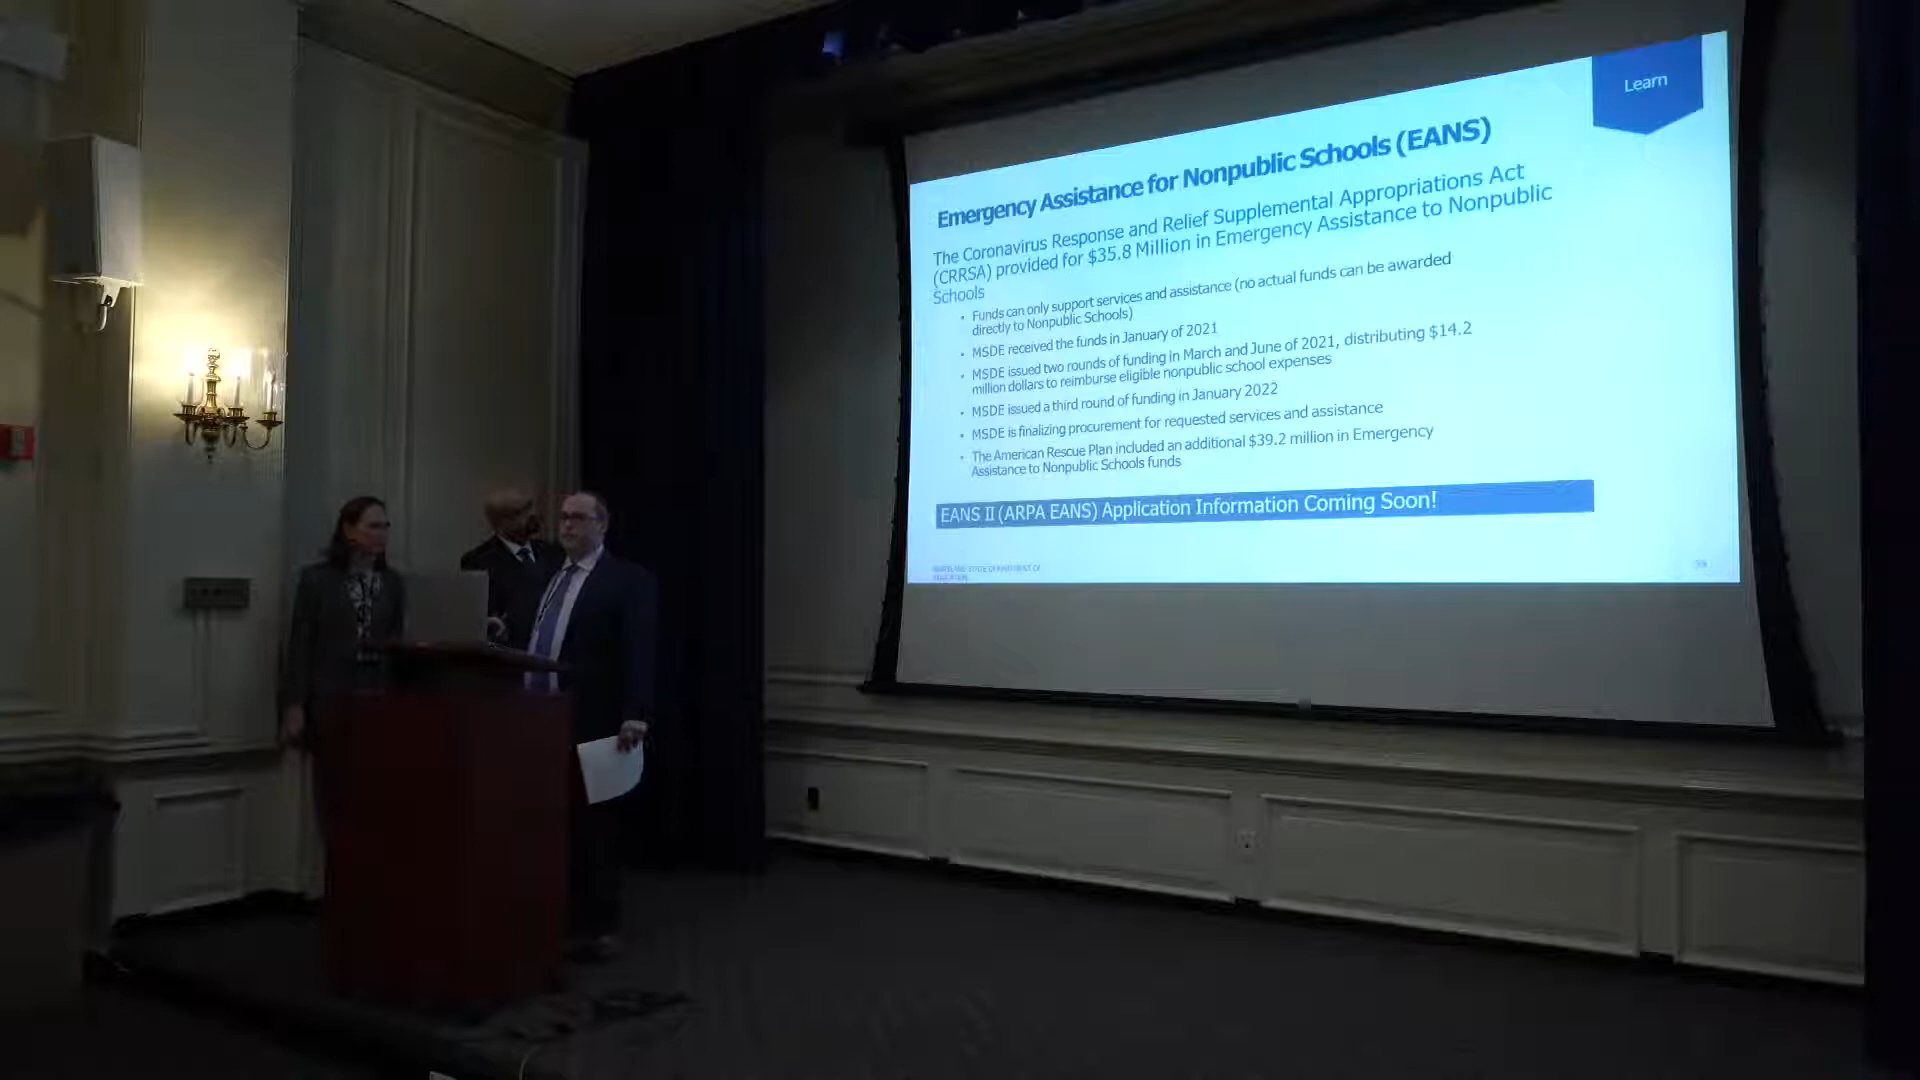 Learn
Emergency Assistance for Nonpublic Schools (EANS)
The Coronavirus Response and Relief Supplemental Appropriations Act
(CRRSA) provided for $35.8 Million in Emergency Assistance to Nonpublic
Schools
• Funds can only support services and assistance (no actual funds can be awarded
directly to Nonpublic Schools)
• MSDE received the funds in January of 2021
• MSDE issued two rounds of funding in March and June of 2021, distributing $14.2
million dollars to reimburse eligible nonpublic school expenses
• MSDE issued a third round of funding in January 2022
• MSDE is finalizing procurement for requested services and assistance
• The American Rescue Plan included an additional $39.2 million in Emergency
Assistance to Nonpublic Schools funds
EANS II (ARPA EANS) Application Information Coming Soon!
MARYLAND STATE DEPARTMENT OF
EDUCATION